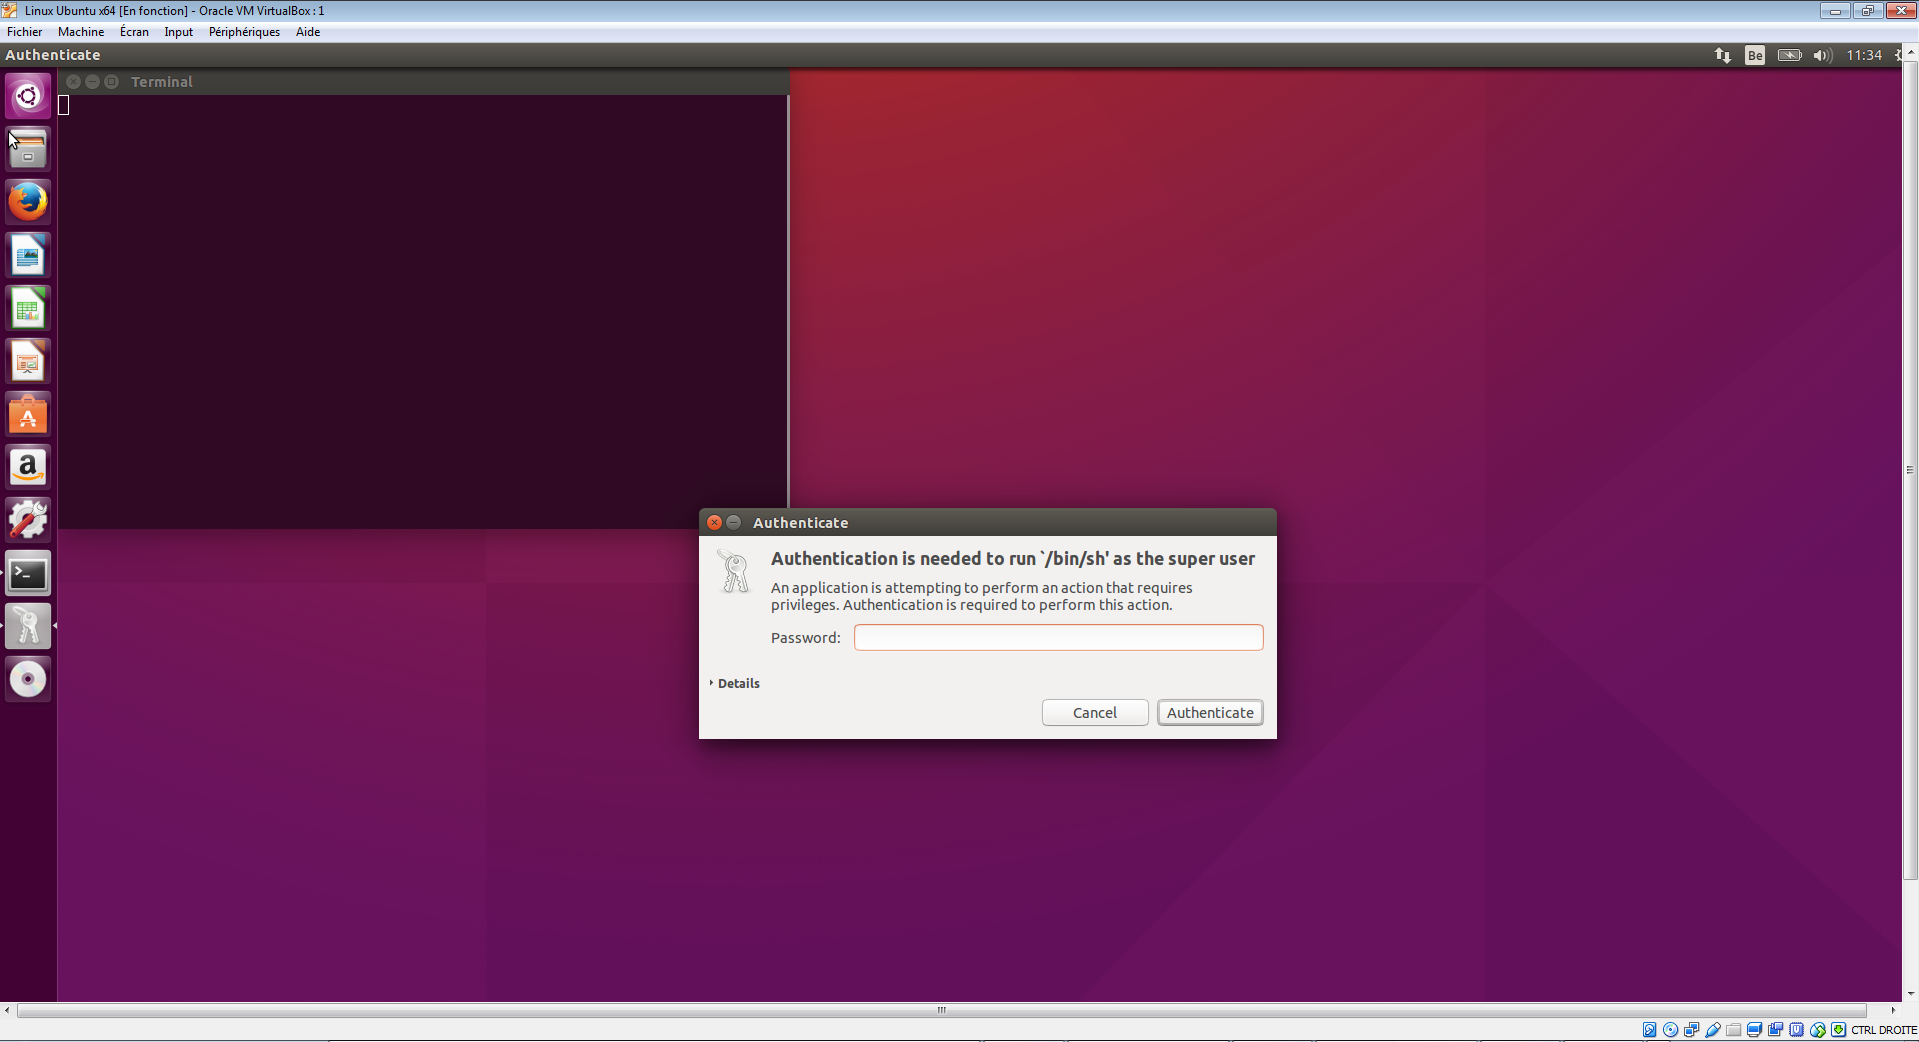 Linux Ubuntu x64 [En fonction] - Oracle VM VirtualBox : 1
Fichier Machine Écran Input Périphériques Aide
Authenticate
Be
11:34
Terminal
Authenticate
Authentication is needed to run `/bin/sh' as the super user
An application is attempting to perform an action that requires
privileges. Authentication is required to perform this action.
Password:
Details
Cancel Authenticate
CTRL DROITE